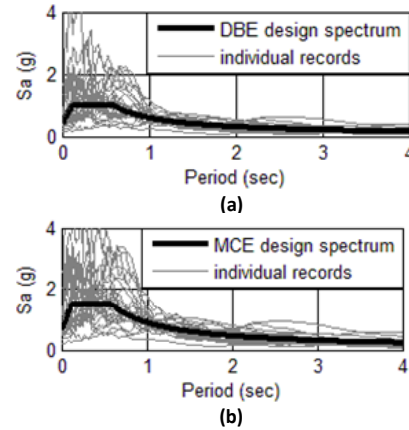 4
DBE design spectrum
individual records
2
Sa (g)
0
0 1 2 3 4
Period (sec)
(a)
4
MCE design spectrum
individual records
2
Sa (g)
0
0 1 2 3 4
Period (sec)
(b)